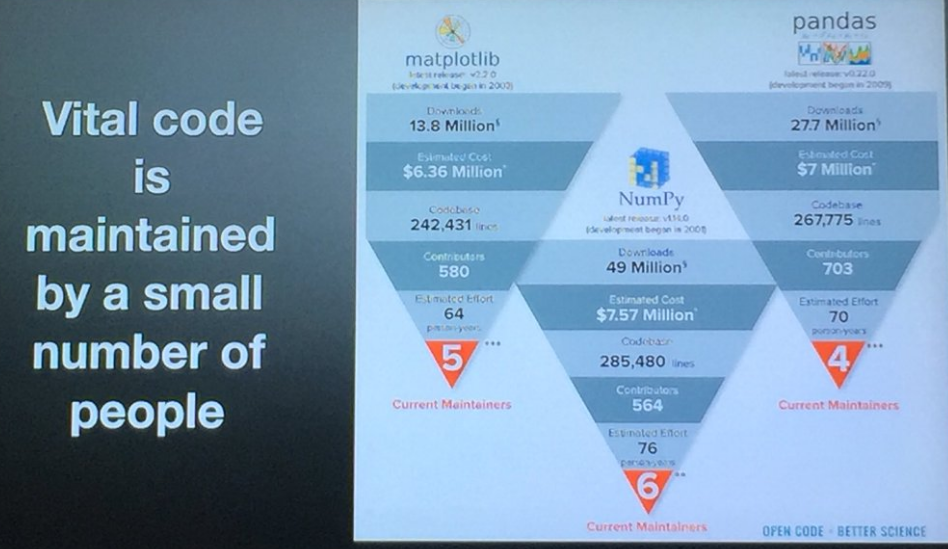 Vital code
is
maintained
by a small
number of
people
matplotlib
latest release: v2.2.0
(development began in 2003)
Downloads
13.8 Million§
Estimated Cost
$6.36 Million*
Codebase
242,431 lines
Contributors
580
Estimated Effort
64
person-years
5 ***
Current Maintainers
NumPy
latest release: v1.14.0
(development began in
Downloads
49 Million§
Estimated Cost
$7.57 Million*
Codebase
285,480 lines
Contributors
564
Estimated Effort
76
person-years
6 **
Current Maintainers
pandas
latest release: v0.22.0
(development began in 2009)
Downloads
27.7 Million§
Estimated Cost
$7 Million*
Codebase
267,775 lines
Contributors
703
Estimated Effort
70
person-years
4 ***
Current Maintainers
OPEN CODE = BETTER SCIENCE